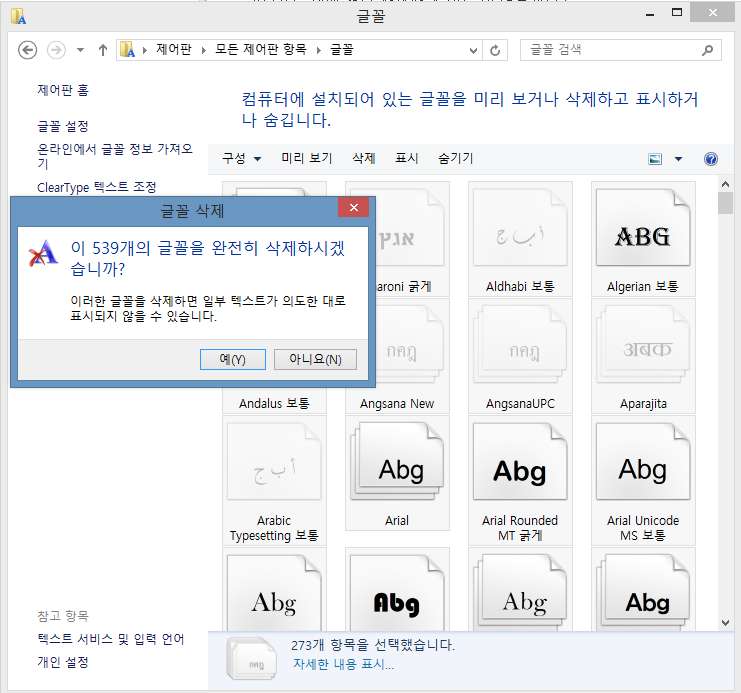 글꼴
제어판 모든 제어판 항목 글꼴
글꼴 검색
제어판 홈
글꼴 설정
온라인에서 글꼴 정보 가져오
기
ClearType 텍스트 조정
컴퓨터에 설치되어 있는 글꼴을 미리 보거나 삭제하고 표시하거
나 숨깁니다.
구성 미리 보기 삭제 표시 숨기기
글꼴 삭제
이 539개의 글꼴을 완전히 삭제하시겠
습니까?
이러한 글꼴을 삭제하면 일부 텍스트가 의도한 대로
표시되지 않을 수 있습니다.
예(Y) 아니요(N)
אבץ أب ج ABG
aroni 굵게 Aldhabi 보통 Algerian 보통
กคฎ กคฎ अबक
Andalus 보통 Angsana New AngsanaUPC Aparajita
أب ج Abg Abg Abg
Arabic
Typesetting 보통
Arial
Arial Rounded
MT 굵게
Arial Unicode
MS 보통
Abg Abg Abg Abg
참고 항목
텍스트 서비스 및 입력 언어
개인 설정
กคฎ
273개 항목을 선택했습니다.
자세한 내용 표시...